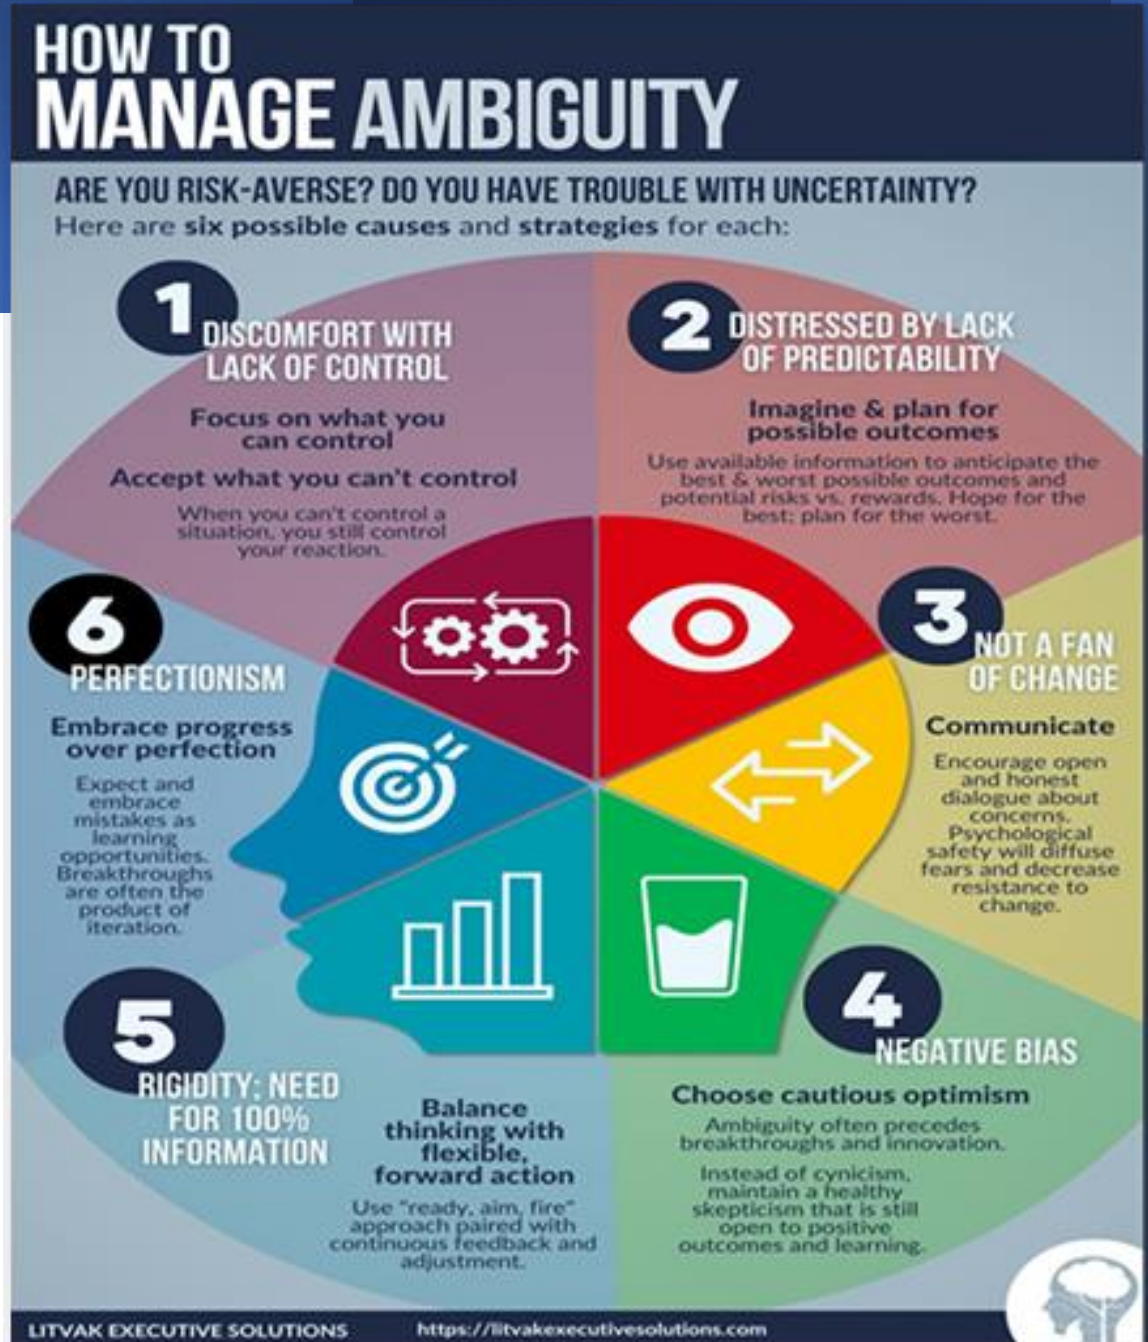 HOW TO
MANAGE AMBIGUITY
ARE YOU RISK-AVERSE? DO YOU HAVE TROUBLE WITH UNCERTAINTY?
Here are six possible causes and strategies for each:
1
DISCOMFORT WITH
LACK OF CONTROL
Focus on what you
can control
Accept what you can't control
When you can't control a
situation, you still control
your reaction.
2
DISTRESSED BY LACK
OF PREDICTABILITY
Imagine & plan for
possible outcomes
Use available information to anticipate the
best & worst possible outcomes and
potential risks vs. rewards. Hope for the
best; plan for the worst.
3
NOT A FAN
OF CHANGE
Communicate
Encourage open
and honest
dialogue about
concerns.
Psychological
safety will diffuse
fears and decrease
resistance to
change.
4
NEGATIVE BIAS
Choose cautious optimism
Ambiguity often precedes
breakthroughs and innovation.
Instead of cynicism,
maintain a healthy
skepticism that is still
open to positive
outcomes and learning.
5
RIGIDITY; NEED
FOR 100%
INFORMATION
Balance
thinking with
flexible,
forward action
Use "ready, aim, fire"
approach paired with
continuous feedback and
adjustment.
6
PERFECTIONISM
Embrace progress
over perfection
Expect and
embrace
mistakes as
learning
opportunities.
Breakthroughs
are often the
product of
iteration.
LITVAK EXECUTIVE SOLUTIONS https://litvakexecutivesolutions.com